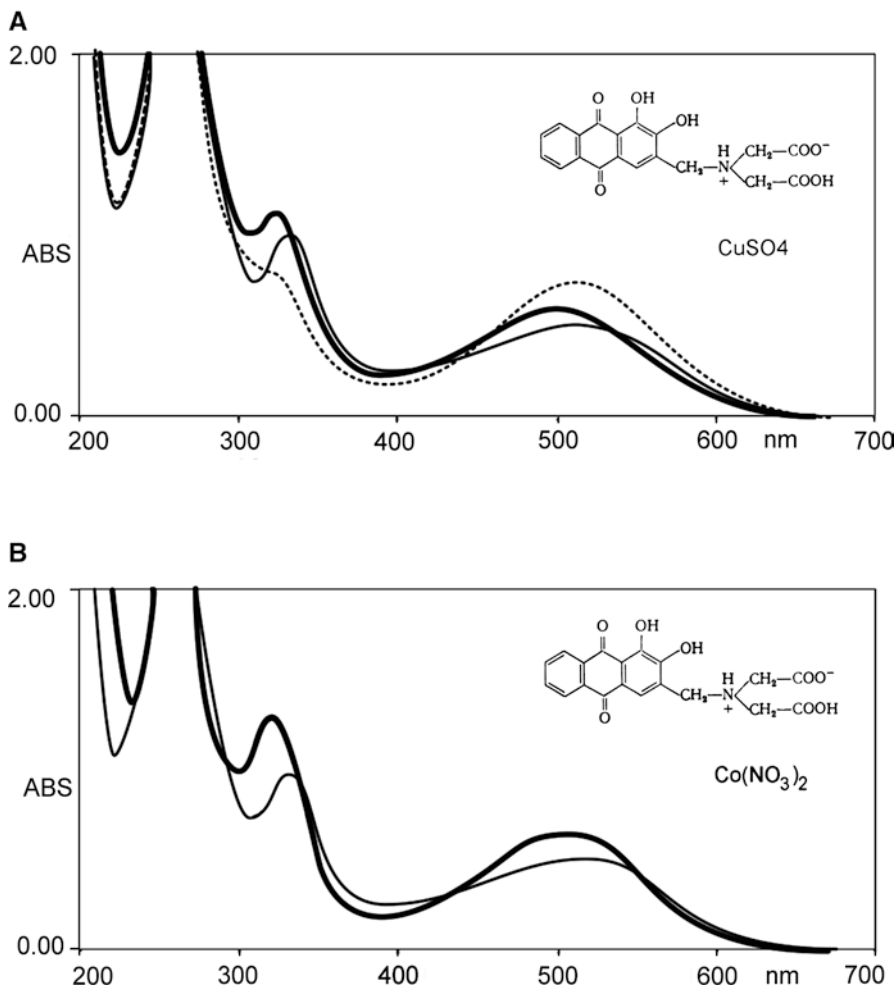 A
2.00
O
OH
OH
H
CH₂—COO⁻
CH₂—N
+
CH₂—COOH
O
ABS
CuSO4
0.00
200 300 400 500 600 nm 700
B
2.00
O
OH
OH
H
CH₂—COO⁻
CH₂—N
+
CH₂—COOH
O
ABS
Co(NO₃)₂
0.00
200 300 400 500 600 nm 700